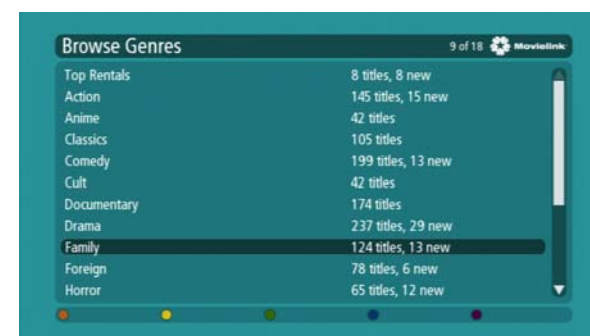 Browse Genres 9 of 18 Movielink
Top Rentals 8 titles, 8 new
Action 145 titles, 15 new
Anime 42 titles
Classics 105 titles
Comedy 199 titles, 13 new
Cult 42 titles
Documentary 174 titles
Drama 237 titles, 29 new
Family 124 titles, 13 new
Foreign 78 titles, 6 new
Horror 65 titles, 12 new